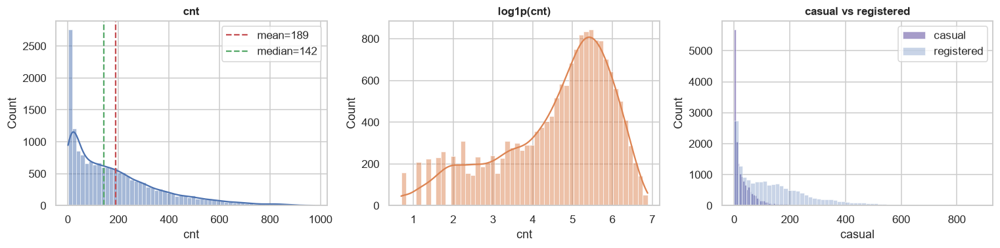 cnt
mean=189
median=142
Count
2500
2000
1500
1000
500
0
0 200 400 600 800 1000
cnt
log1p(cnt)
Count
800
600
400
200
0
1 2 3 4 5 6 7
cnt
casual vs registered
casual
registered
Count
5000
4000
3000
2000
1000
0
0 200 400 600 800
casual